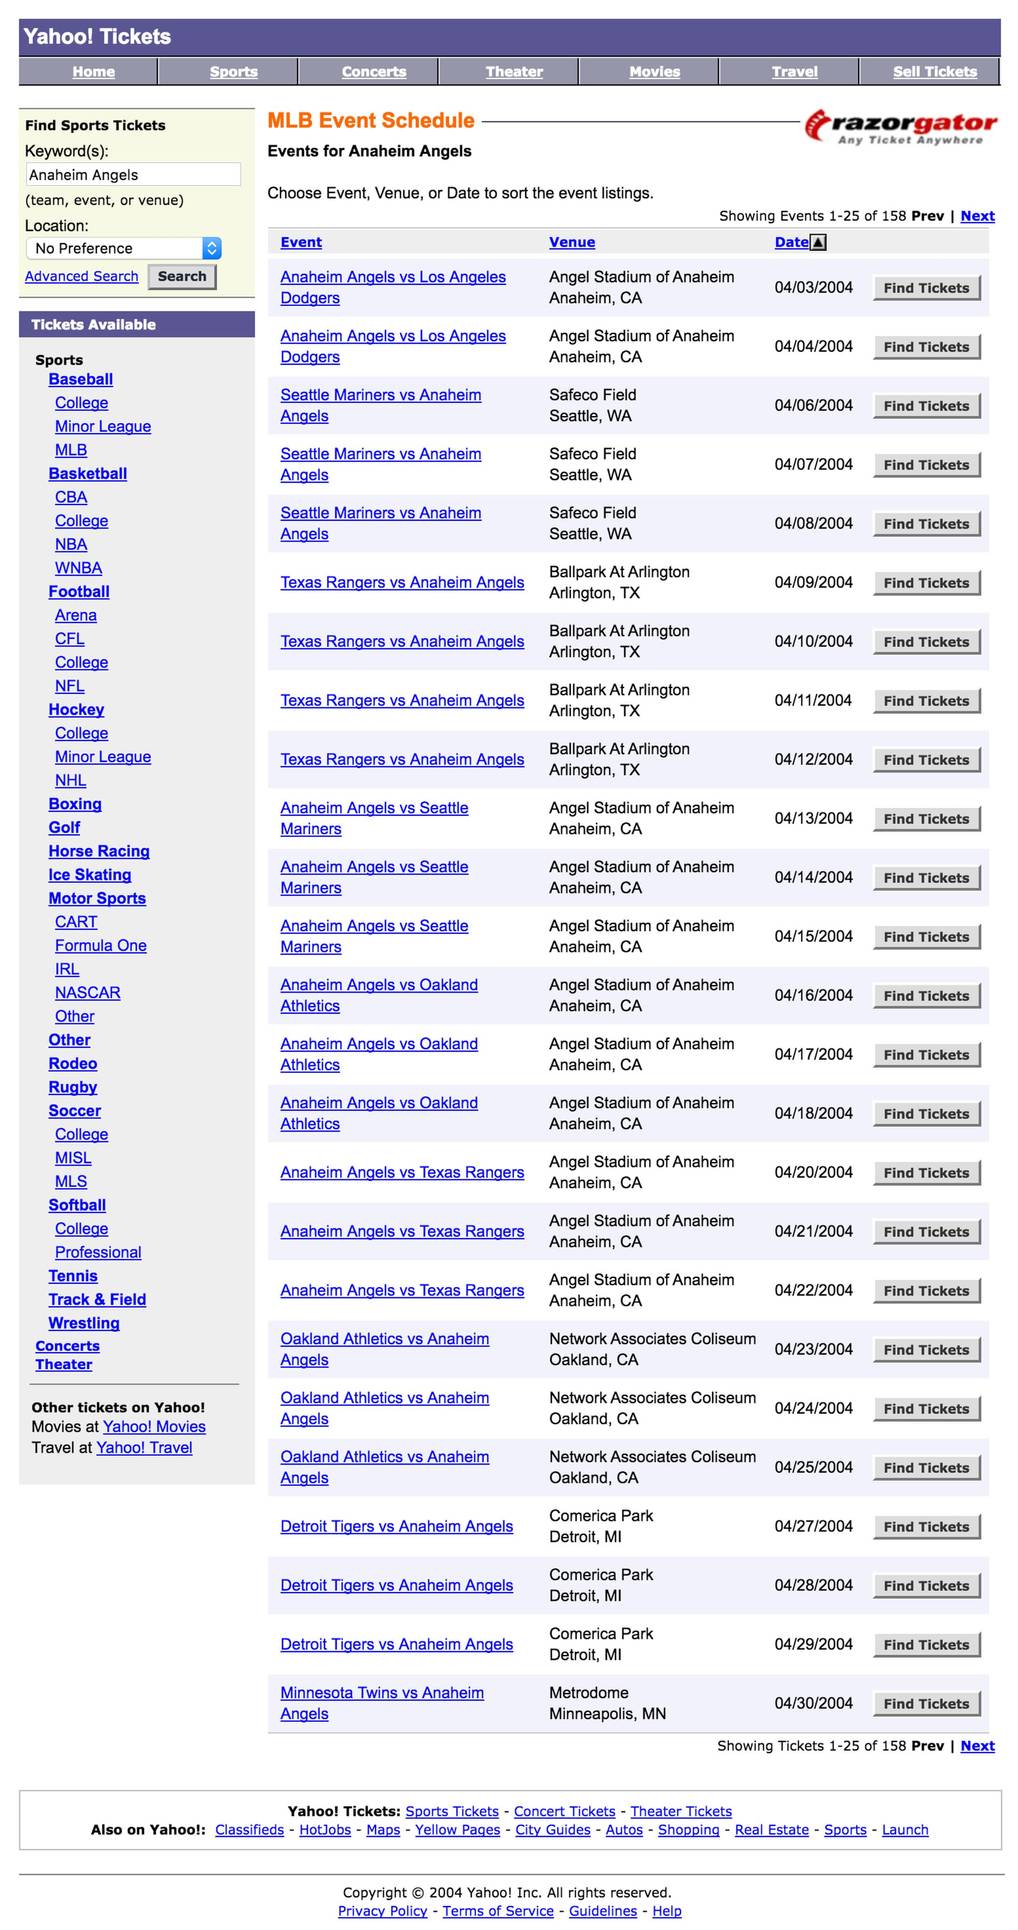 Yahoo! Tickets
Home Sports Concerts Theater Movies Travel Sell Tickets
Find Sports Tickets
Keyword(s):
Anaheim Angels
(team, event, or venue)
Location:
No Preference
Advanced Search Search
Tickets Available
Sports
Baseball
College
Minor League
MLB
Basketball
CBA
College
NBA
WNBA
Football
Arena
CFL
College
NFL
Hockey
College
Minor League
NHL
Boxing
Golf
Horse Racing
Ice Skating
Motor Sports
CART
Formula One
IRL
NASCAR
Other
Other
Rodeo
Rugby
Soccer
College
MISL
MLS
Softball
College
Professional
Tennis
Track & Field
Wrestling
Concerts
Theater
Other tickets on Yahoo!
Movies at Yahoo! Movies
Travel at Yahoo! Travel
MLB Event Schedule
razorgator
Any Ticket Anywhere
Events for Anaheim Angels
Choose Event, Venue, or Date to sort the event listings.
Showing Events 1-25 of 158 Prev | Next
Event Venue Date
Anaheim Angels vs Los Angeles Angel Stadium of Anaheim
Dodgers Anaheim, CA 04/03/2004 Find Tickets
Anaheim Angels vs Los Angeles Angel Stadium of Anaheim
Dodgers Anaheim, CA 04/04/2004 Find Tickets
Seattle Mariners vs Anaheim Safeco Field
Angels Seattle, WA 04/06/2004 Find Tickets
Seattle Mariners vs Anaheim Safeco Field
Angels Seattle, WA 04/07/2004 Find Tickets
Seattle Mariners vs Anaheim Safeco Field
Angels Seattle, WA 04/08/2004 Find Tickets
Texas Rangers vs Anaheim Angels Ballpark At Arlington
Arlington, TX 04/09/2004 Find Tickets
Texas Rangers vs Anaheim Angels Ballpark At Arlington
Arlington, TX 04/10/2004 Find Tickets
Texas Rangers vs Anaheim Angels Ballpark At Arlington
Arlington, TX 04/11/2004 Find Tickets
Texas Rangers vs Anaheim Angels Ballpark At Arlington
Arlington, TX 04/12/2004 Find Tickets
Anaheim Angels vs Seattle Angel Stadium of Anaheim
Mariners Anaheim, CA 04/13/2004 Find Tickets
Anaheim Angels vs Seattle Angel Stadium of Anaheim
Mariners Anaheim, CA 04/14/2004 Find Tickets
Anaheim Angels vs Seattle Angel Stadium of Anaheim
Mariners Anaheim, CA 04/15/2004 Find Tickets
Anaheim Angels vs Oakland Angel Stadium of Anaheim
Athletics Anaheim, CA 04/16/2004 Find Tickets
Anaheim Angels vs Oakland Angel Stadium of Anaheim
Athletics Anaheim, CA 04/17/2004 Find Tickets
Anaheim Angels vs Oakland Angel Stadium of Anaheim
Athletics Anaheim, CA 04/18/2004 Find Tickets
Anaheim Angels vs Texas Rangers Angel Stadium of Anaheim
Anaheim, CA 04/20/2004 Find Tickets
Anaheim Angels vs Texas Rangers Angel Stadium of Anaheim
Anaheim, CA 04/21/2004 Find Tickets
Anaheim Angels vs Texas Rangers Angel Stadium of Anaheim
Anaheim, CA 04/22/2004 Find Tickets
Oakland Athletics vs Anaheim Network Associates Coliseum
Angels Oakland, CA 04/23/2004 Find Tickets
Oakland Athletics vs Anaheim Network Associates Coliseum
Angels Oakland, CA 04/24/2004 Find Tickets
Oakland Athletics vs Anaheim Network Associates Coliseum
Angels Oakland, CA 04/25/2004 Find Tickets
Detroit Tigers vs Anaheim Angels Comerica Park
Detroit, MI 04/27/2004 Find Tickets
Detroit Tigers vs Anaheim Angels Comerica Park
Detroit, MI 04/28/2004 Find Tickets
Detroit Tigers vs Anaheim Angels Comerica Park
Detroit, MI 04/29/2004 Find Tickets
Minnesota Twins vs Anaheim Metrodome
Angels Minneapolis, MN 04/30/2004 Find Tickets
Showing Tickets 1-25 of 158 Prev | Next
Yahoo! Tickets: Sports Tickets - Concert Tickets - Theater Tickets
Also on Yahoo!: Classifieds - HotJobs - Maps - Yellow Pages - City Guides - Autos - Shopping - Real Estate - Sports - Launch
Copyright © 2004 Yahoo! Inc. All rights reserved.
Privacy Policy - Terms of Service - Guidelines - Help